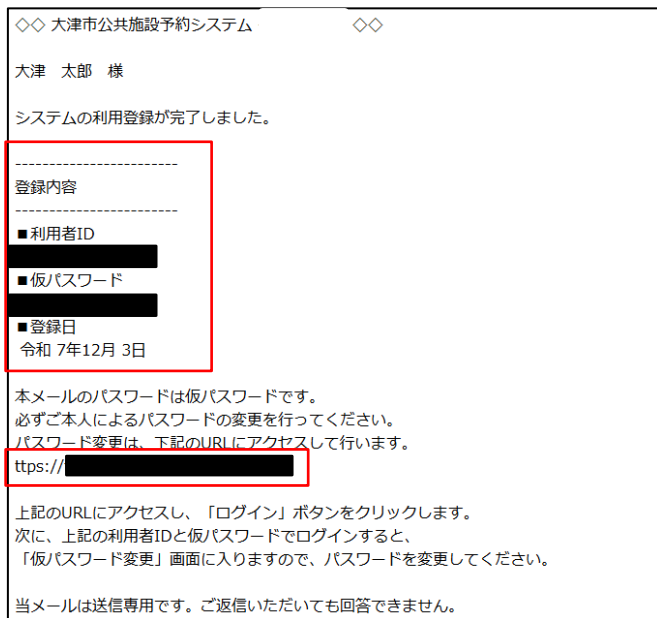 ◇◇ 大津市公共施設予約システム ◇◇
大津 太郎 様
システムの利用登録が完了しました。
------------------------
登録内容
------------------------
■利用者ID
■仮パスワード
■登録日
令和 7年12月 3日
本メールのパスワードは仮パスワードです。
必ずご本人によるパスワードの変更を行ってください。
パスワード変更は、下記のURLにアクセスして行います。
ttps://
上記のURLにアクセスし、「ログイン」ボタンをクリックします。
次に、上記の利用者IDと仮パスワードでログインすると、
「仮パスワード変更」画面に入りますので、パスワードを変更してください。
当メールは送信専用です。ご返信いただいても回答できません。